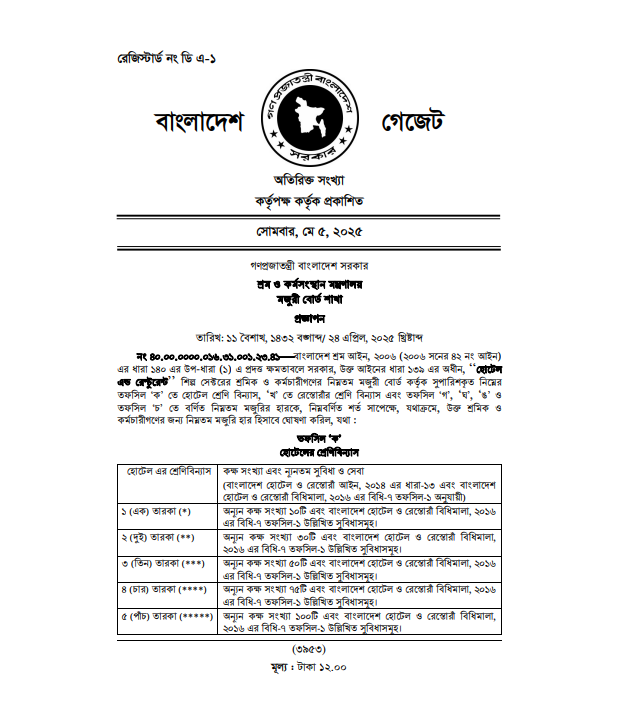 রেজিস্টার্ড নং ডি এ-১
বাংলাদেশ
গণপ্রজাতন্ত্রী বাংলাদেশ
সরকার
গেজেট
অতিরিক্ত সংখ্যা
কর্তৃপক্ষ কর্তৃক প্রকাশিত
সোমবার, মে ৫, ২০২৫
গণপ্রজাতন্ত্রী বাংলাদেশ সরকার
শ্রম ও কর্মসংস্থান মন্ত্রণালয়
মজুরী বোর্ড শাখা
প্রজ্ঞাপন
তারিখ: ১১ বৈশাখ, ১৪৩২ বঙ্গাব্দ/ ২৪ এপ্রিল, ২০২৫ খ্রিষ্টাব্দ
নং ৪০.০০.০০০০.০১৬.৩১.০০১.২৩.৪১—বাংলাদেশ শ্রম আইন, ২০০৬ (২০০৬ সনের ৪২ নং আইন)
এর ধারা ১৪০ এর উপ-ধারা (১) এ প্রদত্ত ক্ষমতাবলে সরকার, উক্ত আইনের ধারা ১৩৯ এর অধীন, ‘‘হোটেল
এন্ড রেস্টুরেন্ট’’ শিল্প সেক্টরের শ্রমিক ও কর্মচারীগণের নিম্নতম মজুরী বোর্ড কর্তৃক সুপারিশকৃত নিম্নের
তফসিল ‘ক’ তে হোটেল শ্রেণি বিন্যাস, ‘খ’ তে রেস্তোরাঁর শ্রেণি বিন্যাস এবং তফসিল ‘গ’, ‘ঘ’, ‘ঙ’ ও
তফসিল ‘চ’ তে বর্ণিত নিম্নতম মজুরির হারকে, নিম্নবর্ণিত শর্ত সাপেক্ষে, যথাক্রমে, উক্ত শ্রমিক ও
কর্মচারীগণের জন্য নিম্নতম মজুরি হার হিসাবে ঘোষণা করিল, যথা :
তফসিল ‘ক’
হোটেলের শ্রেণিবিন্যাস
হোটেল এর শ্রেণিবিন্যাস
কক্ষ সংখ্যা এবং ন্যূনতম সুবিধা ও সেবা
(বাংলাদেশ হোটেল ও রেস্তোরাঁ আইন, ২০১৪ এর ধারা-১৩ এবং বাংলাদেশ
হোটেল ও রেস্তোরাঁ বিধিমালা, ২০১৬ এর বিধি-৭ তফসিল-১ অনুযায়ী)
১ (এক) তারকা (*)
অন্যূন কক্ষ সংখ্যা ১০টি এবং বাংলাদেশ হোটেল ও রেস্তোরাঁ বিধিমালা, ২০১৬
এর বিধি-৭ তফসিল-১ উল্লিখিত সুবিধাসমূহ।
২ (দুই) তারকা (**)
অন্যূন কক্ষ সংখ্যা ৩০টি এবং বাংলাদেশ হোটেল ও রেস্তোরাঁ বিধিমালা,
২০১৬ এর বিধি-৭ তফসিল-১ উল্লিখিত সুবিধাসমূহ।
৩ (তিন) তারকা (***)
অন্যূন কক্ষ সংখ্যা ৫০টি এবং বাংলাদেশ হোটেল ও রেস্তোরাঁ বিধিমালা, ২০১৬
এর বিধি-৭ তফসিল-১ উল্লিখিত সুবিধাসমূহ।
৪ (চার) তারকা (****)
অন্যূন কক্ষ সংখ্যা ৭৫টি এবং বাংলাদেশ হোটেল ও রেস্তোরাঁ বিধিমালা, ২০১৬
এর বিধি-৭ তফসিল-১ উল্লিখিত সুবিধাসমূহ।
৫ (পাঁচ) তারকা (*****)
অন্যূন কক্ষ সংখ্যা ১০০টি এবং বাংলাদেশ হোটেল ও রেস্তোরাঁ বিধিমালা,
২০১৬ এর বিধি-৭ তফসিল-১ উল্লিখিত সুবিধাসমূহ।
(৩৯৫৩)
মূল্য : টাকা ১২.০০